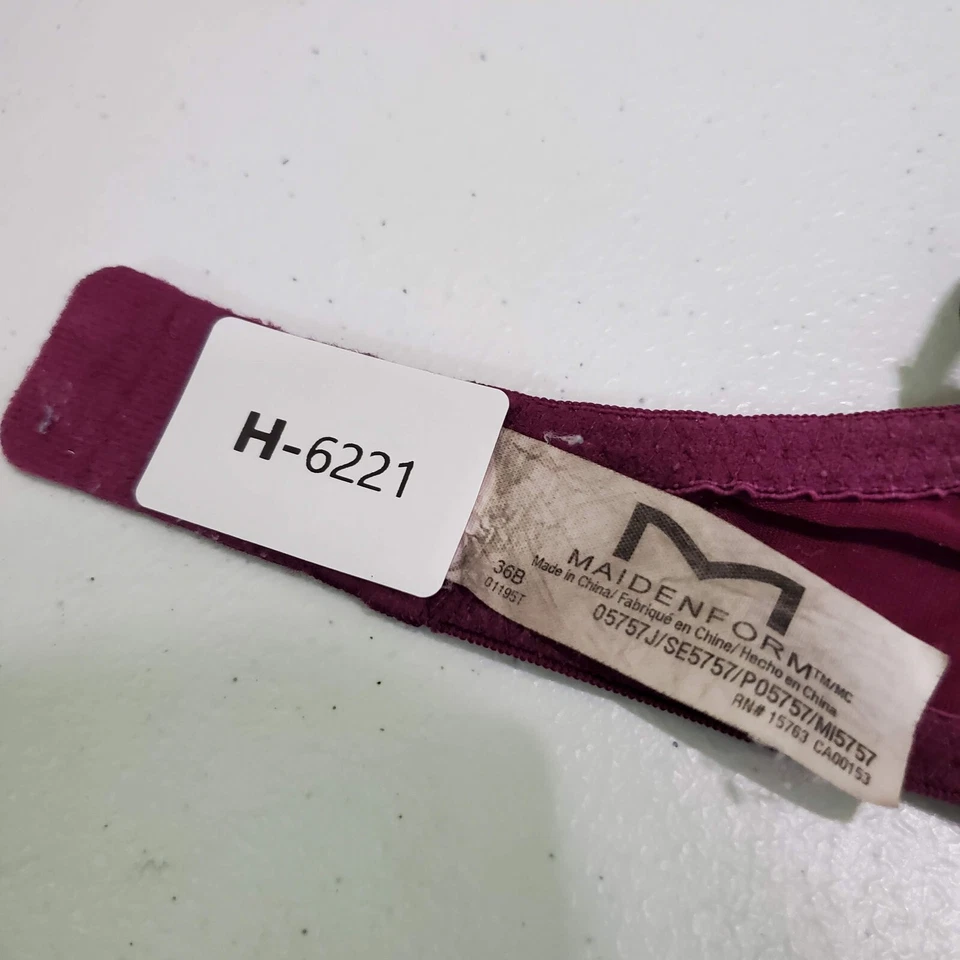 H-6221
MAIDENFORM™/MC
36B
Made in China/ Fabriqué en Chine/ Hecho en China
01195T
05757J/SE5757/P05757/MI5757
RN# 15763 CA00153